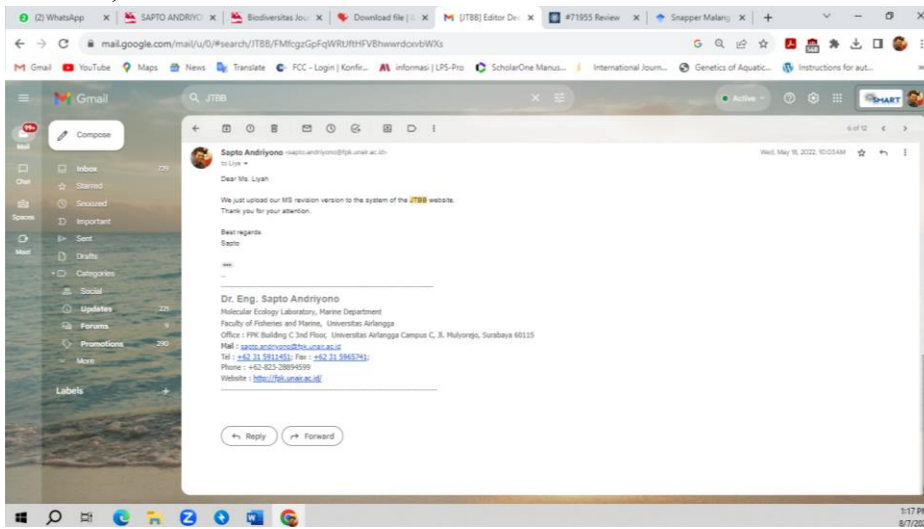 (2) WhatsApp
SAPTO ANDRIYO
Biodiversitas Jou
Download file |
[JTBB] Editor De
#71955 Review
Snapper Malang
mail.google.com/mail/u/0/#search/JTBB/
Gmail
YouTube
Maps
News
Translate
FCC - Login | Konfir...
informasi | LPS-Pro
ScholarOne Manus...
International Journ...
Genetics of Aquatic...
Instructions for aut...
Gmail
JTBB
Active
SMART
99+
Mail
Chat
Spaces
Meet
Compose
Inbox
Starred
Snoozed
Important
Sent
Drafts
Categories
Social
Updates
Forums 9
Promotions 290
More
Labels
6 of 12
Sapto Andriyono <sapto.andriyono@fpk.unair.ac.id>
Wed, May 18, 2022, 10:03 AM
to Liya
Dear Ms. Liyah
We just upload our MS revision version to the system of the JTBB website.
Thank you for your attention.
Best regards
Sapto
--
Dr. Eng. Sapto Andriyono
Molecular Ecology Laboratory, Marine Department
Faculty of Fisheries and Marine, Universitas Airlangga
Office : FPK Building C 3nd Floor, Universitas Airlangga Campus C, Jl. Mulyorejo, Surabaya 60115
Mail : sapto.andriyono@fpk.unair.ac.id
Tel : +62 31 5911451; Fax : +62 31 5965741;
Phone : +62-823-28894599
Website : http://fpk.unair.ac.id/
Reply
Forward
5:17 P
8/7/20